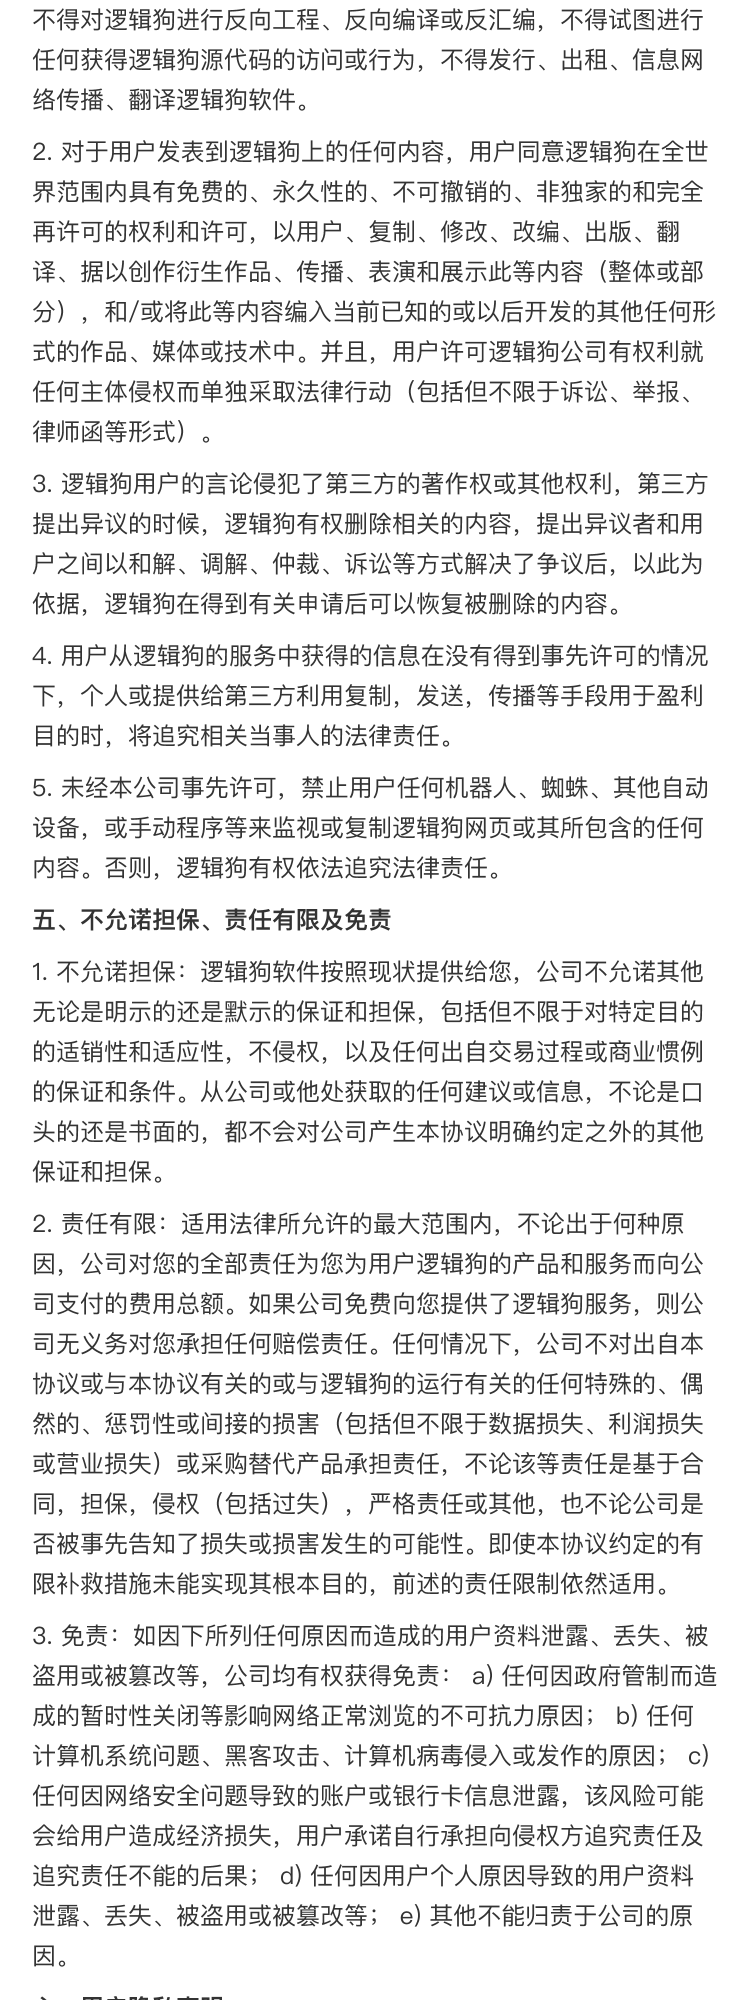 不得对逻辑狗进行反向工程、反向编译或反汇编，不得试图进行
任何获得逻辑狗源代码的访问或行为，不得发行、出租、信息网
络传播、翻译逻辑狗软件。
2. 对于用户发表到逻辑狗上的任何内容，用户同意逻辑狗在全世
界范围内具有免费的、永久性的、不可撤销的、非独家的和完全
再许可的权利和许可，以用户、复制、修改、改编、出版、翻
译、据以创作衍生作品、传播、表演和展示此等内容（整体或部
分），和/或将此等内容编入当前已知的或以后开发的其他任何形
式的作品、媒体或技术中。并且，用户许可逻辑狗公司有权利就
任何主体侵权而单独采取法律行动（包括但不限于诉讼、举报、
律师函等形式）。
3. 逻辑狗用户的言论侵犯了第三方的著作权或其他权利，第三方
提出异议的时候，逻辑狗有权删除相关的内容，提出异议者和用
户之间以和解、调解、仲裁、诉讼等方式解决了争议后，以此为
依据，逻辑狗在得到有关申请后可以恢复被删除的内容。
4. 用户从逻辑狗的服务中获得的信息在没有得到事先许可的情况
下，个人或提供给第三方利用复制，发送，传播等手段用于盈利
目的时，将追究相关当事人的法律责任。
5. 未经本公司事先许可，禁止用户任何机器人、蜘蛛、其他自动
设备，或手动程序等来监视或复制逻辑狗网页或其所包含的任何
内容。否则，逻辑狗有权依法追究法律责任。
五、不允诺担保、责任有限及免责
1. 不允诺担保：逻辑狗软件按照现状提供给您，公司不允诺其他
无论是明示的还是默示的保证和担保，包括但不限于对特定目的
的适销性和适应性，不侵权，以及任何出自交易过程或商业惯例
的保证和条件。从公司或他处获取的任何建议或信息，不论是口
头的还是书面的，都不会对公司产生本协议明确约定之外的其他
保证和担保。
2. 责任有限：适用法律所允许的最大范围内，不论出于何种原
因，公司对您的全部责任为您为用户逻辑狗的产品和服务而向公
司支付的费用总额。如果公司免费向您提供了逻辑狗服务，则公
司无义务对您承担任何赔偿责任。任何情况下，公司不对出自本
协议或与本协议有关的或与逻辑狗的运行有关的任何特殊的、偶
然的、惩罚性或间接的损害（包括但不限于数据损失、利润损失
或营业损失）或采购替代产品承担责任，不论该等责任是基于合
同，担保，侵权（包括过失），严格责任或其他，也不论公司是
否被事先告知了损失或损害发生的可能性。即使本协议约定的有
限补救措施未能实现其根本目的，前述的责任限制依然适用。
3. 免责：如因下所列任何原因而造成的用户资料泄露、丢失、被
盗用或被篡改等，公司均有权获得免责： a) 任何因政府管制而造
成的暂时性关闭等影响网络正常浏览的不可抗力原因； b) 任何
计算机系统问题、黑客攻击、计算机病毒侵入或发作的原因； c)
任何因网络安全问题导致的账户或银行卡信息泄露，该风险可能
会给用户造成经济损失，用户承诺自行承担向侵权方追究责任及
追究责任不能的后果； d) 任何因用户个人原因导致的用户资料
泄露、丢失、被盗用或被篡改等； e) 其他不能归责于公司的原
因。